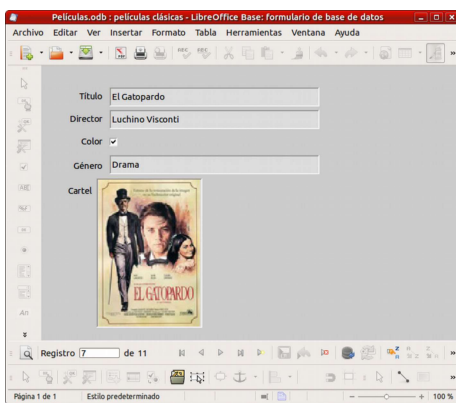 Películas.odb : películas clásicas - LibreOffice Base: formulario de base de datos
Archivo Editar Ver Insertar Formato Tabla Herramientas Ventana Ayuda
Título El Gatopardo
Director Luchino Visconti
Color
Género Drama
Cartel
EL GATOPARDO
Registro 7 de 11
Página 1 de 1 Estilo predeterminado 100 %